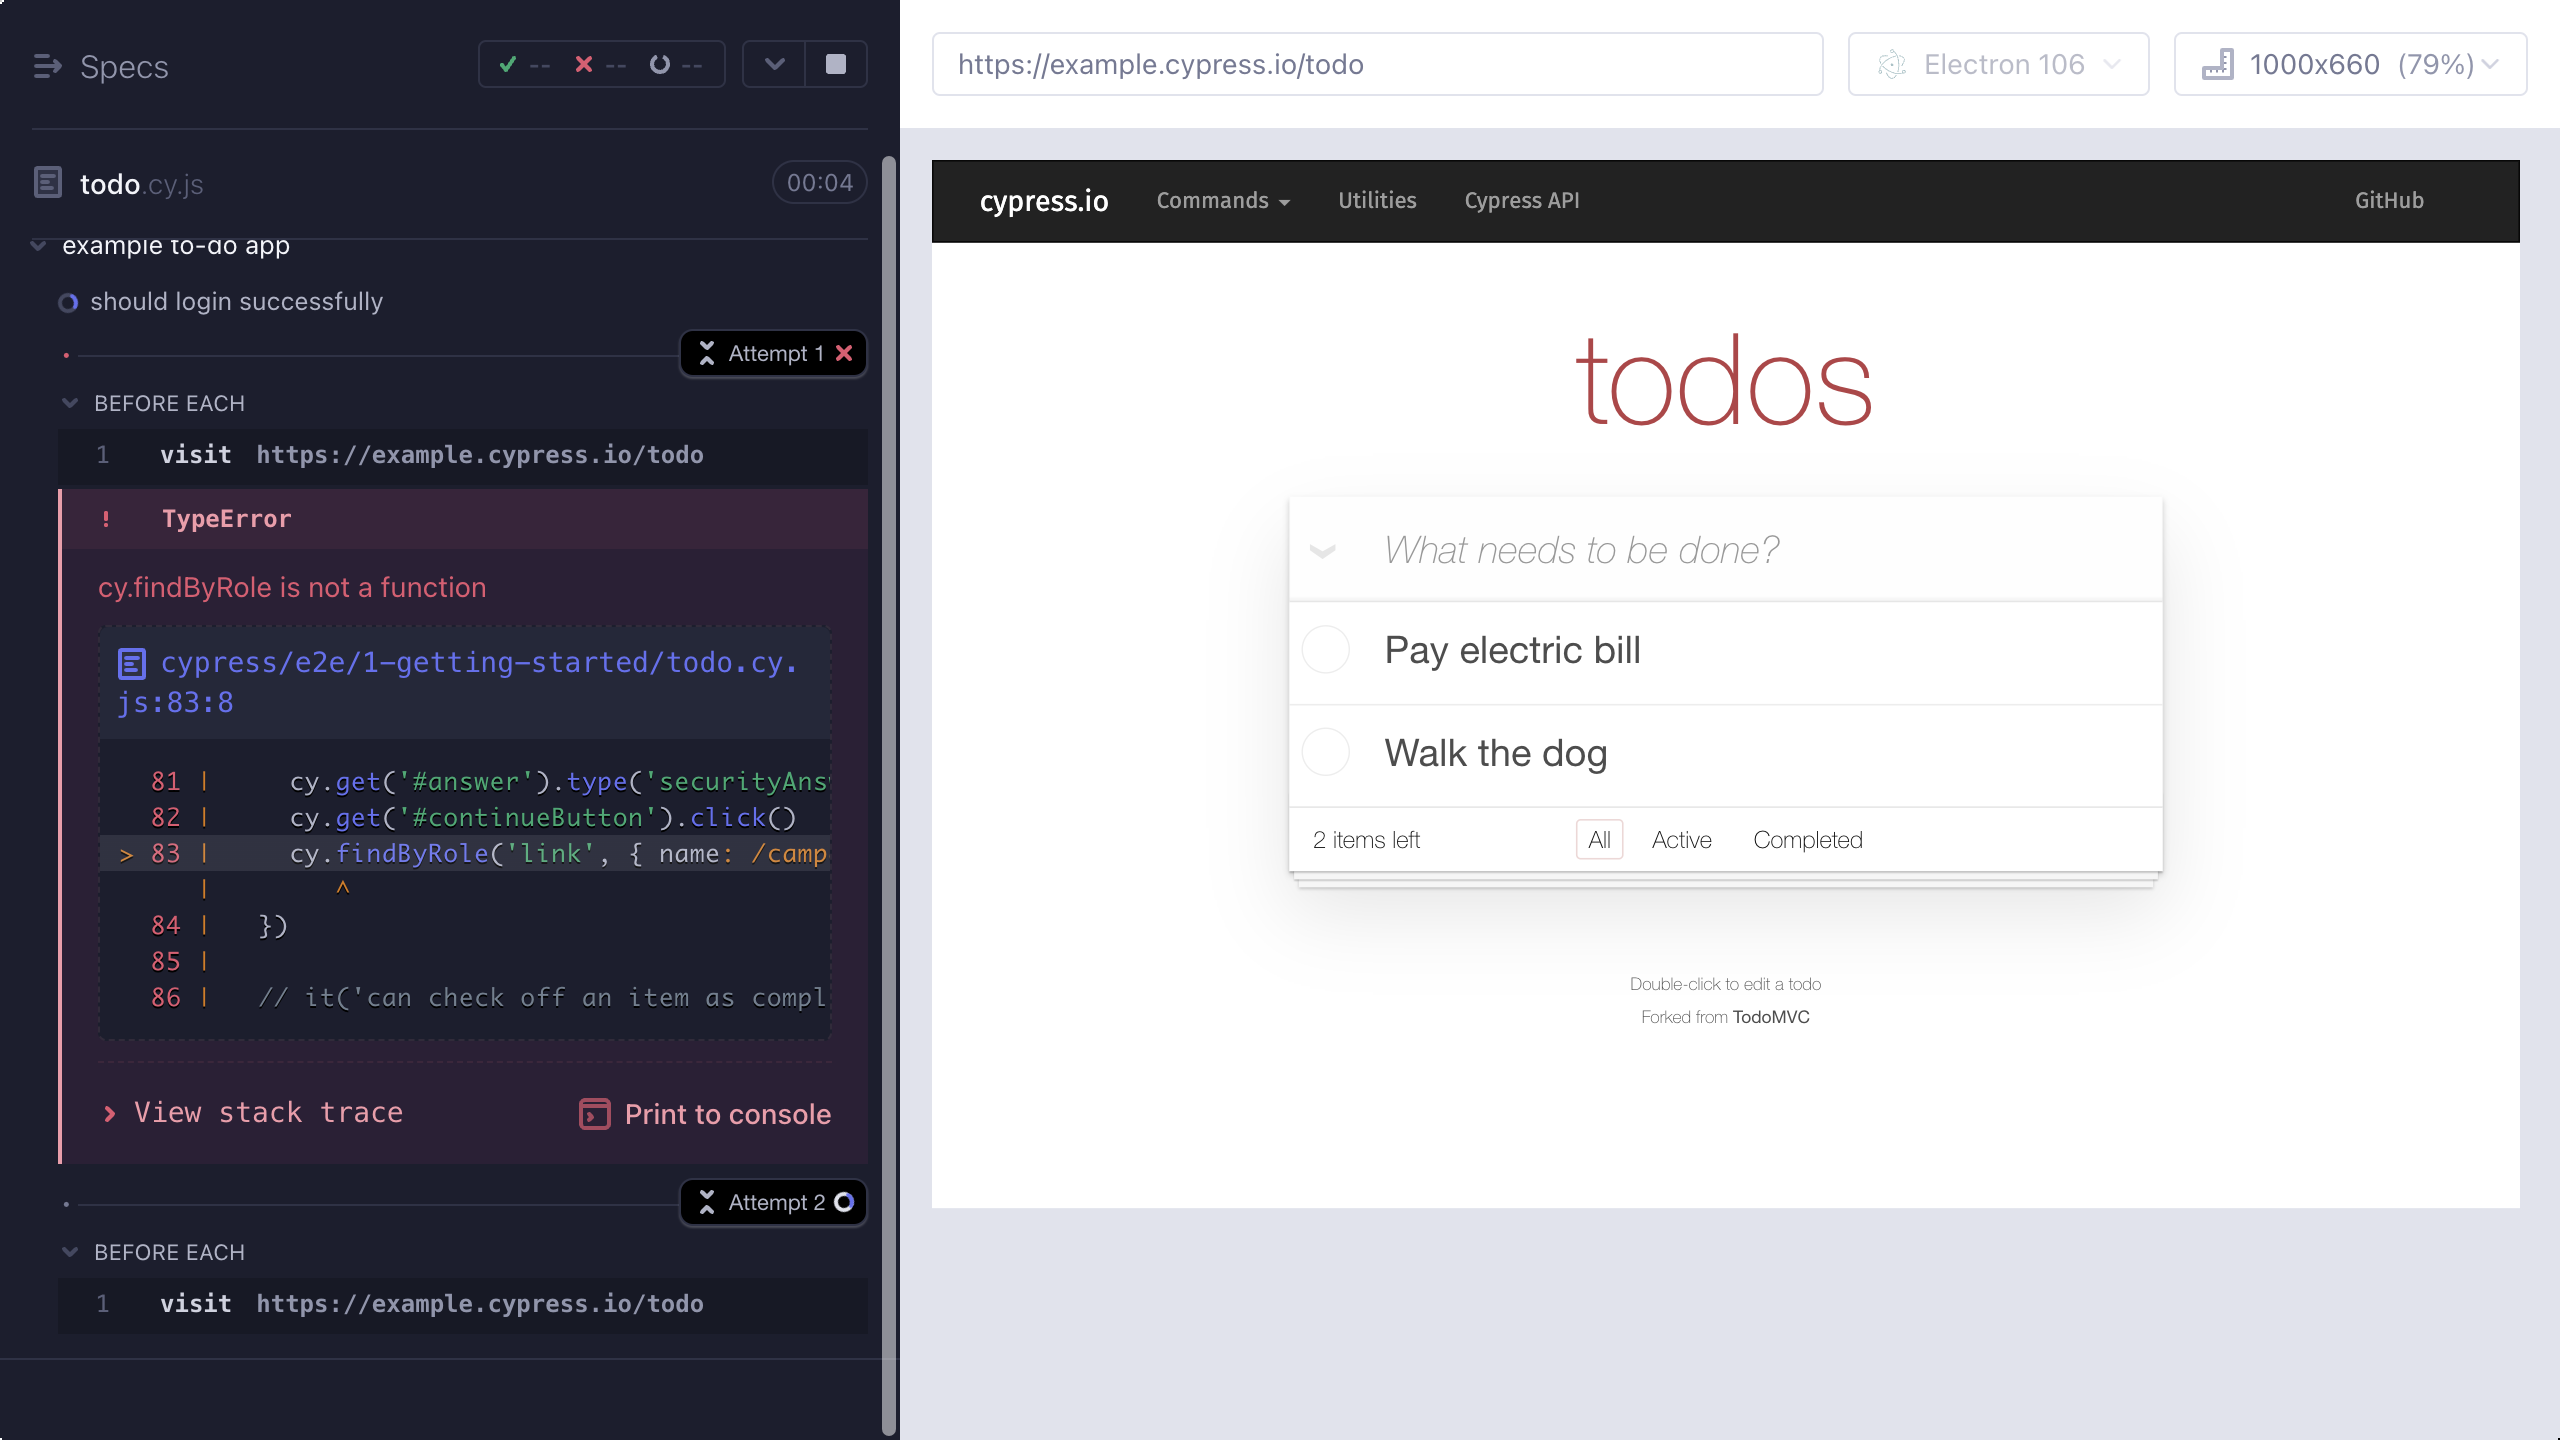 Specs
-- -- --
todo.cy.js 00:04
example to-do app
should login successfully
Attempt 1
BEFORE EACH
1 visit https://example.cypress.io/todo
! TypeError
cy.findByRole is not a function
cypress/e2e/1-getting-started/todo.cy.
js:83:8
81 | cy.get('#answer').type('securityAns
82 | cy.get('#continueButton').click()
> 83 | cy.findByRole('link', { name: /camp
| ^
84 | })
85 |
86 | // it('can check off an item as compl
View stack trace
Print to console
Attempt 2
BEFORE EACH
1 visit https://example.cypress.io/todo
https://example.cypress.io/todo
Electron 106
1000x660 (79%)
cypress.io Commands Utilities Cypress API GitHub
todos
What needs to be done?
Pay electric bill
Walk the dog
2 items left All Active Completed
Double-click to edit a todo
Forked from TodoMVC